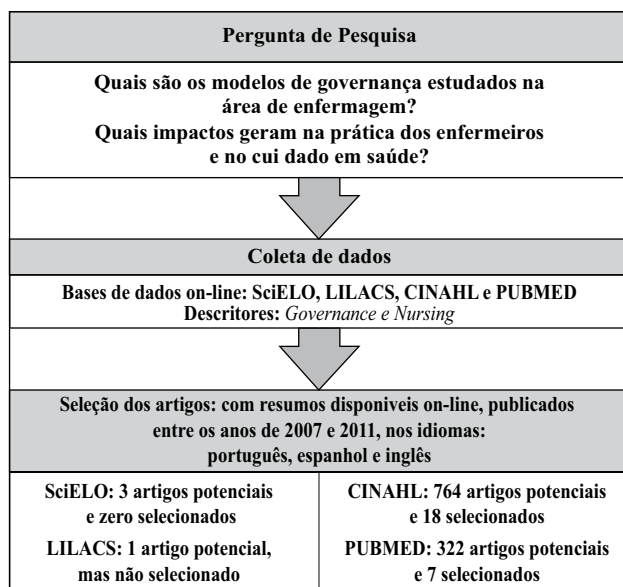 Pergunta de Pesquisa
Quais são os modelos de governança estudados na
área de enfermagem?
Quais impactos geram na prática dos enfermeiros
e no cui dado em saúde?
Coleta de dados
Bases de dados on-line: SciELO, LILACS, CINAHL e PUBMED
Descritores: Governance e Nursing
Seleção dos artigos: com resumos disponiveis on-line, publicados
entre os anos de 2007 e 2011, nos idiomas:
português, espanhol e inglês
SciELO: 3 artigos potenciais
e zero selecionados
LILACS: 1 artigo potencial,
mas não selecionado
CINAHL: 764 artigos potenciais
e 18 selecionados
PUBMED: 322 artigos potenciais
e 7 selecionados